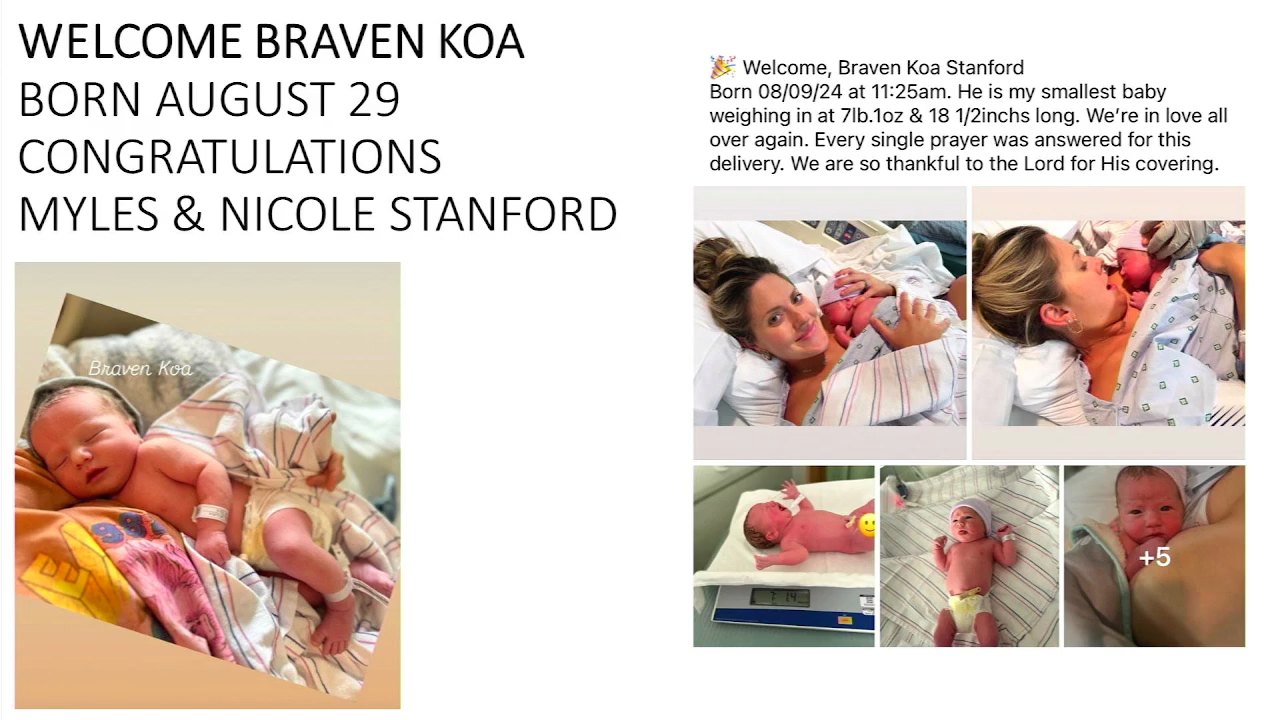 WELCOME BRAVEN KOA
BORN AUGUST 29
CONGRATULATIONS
MYLES & NICOLE STANFORD
Braven Koa
🎉 Welcome, Braven Koa Stanford
Born 08/09/24 at 11:25am. He is my smallest baby
weighing in at 7lb.1oz & 18 1/2inchs long. We're in love all
over again. Every single prayer was answered for this
delivery. We are so thankful to the Lord for His covering.
+5